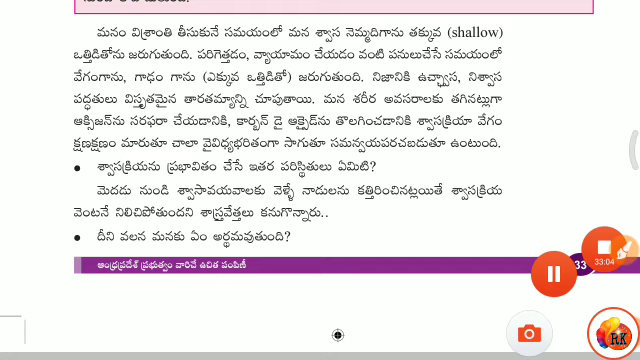 మనం విశ్రాంతి తీసుకునే సమయంలో మన శ్వాస నెమ్మదిగాను తక్కువ (shallow)
ఒత్తిడితోను జరుగుతుంది. పరిగెత్తడం, వ్యాయామం చేయడం వంటి పనులుచేసే సమయంలో
వేగంగాను, గాఢం గాను (ఎక్కువ ఒత్తిడితో) జరుగుతుంది. నిజానికి ఉచ్ఛ్వాస, నిశ్వాస
పద్ధతులు విస్తృతమైన తారతమ్యాన్ని చూపుతాయి. మన శరీర అవసరాలకు తగినట్లుగా
ఆక్సిజన్‌ను సరఫరా చేయడానికి, కార్బన్ డై ఆక్సైడ్‌ను తొలగించడానికి శ్వాసక్రియా వేగం
క్షణక్షణం మారుతూ చాలా వైవిధ్యభరితంగా సాగుతూ సమన్వయపరచబడుతూ ఉంటుంది.
• శ్వాసక్రియను ప్రభావితం చేసే ఇతర పరిస్థితులు ఏమిటి?
మెదడు నుండి శ్వాసావయవాలకు వెళ్ళే నాడులను కత్తిరించినట్లయితే శ్వాసక్రియ
వెంటనే నిలిచిపోతుందని శాస్త్రవేత్తలు కనుగొన్నారు..
• దీని వలన మనకు ఏం అర్థమవుతుంది?
ఆంధ్రప్రదేశ్ ప్రభుత్వం వారిచే ఉచిత పంపిణీ
33
33:04
RK